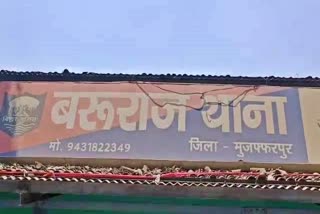 बरूराज थाना
मो. 9431822349 जिला - मुजफ्फरपुर